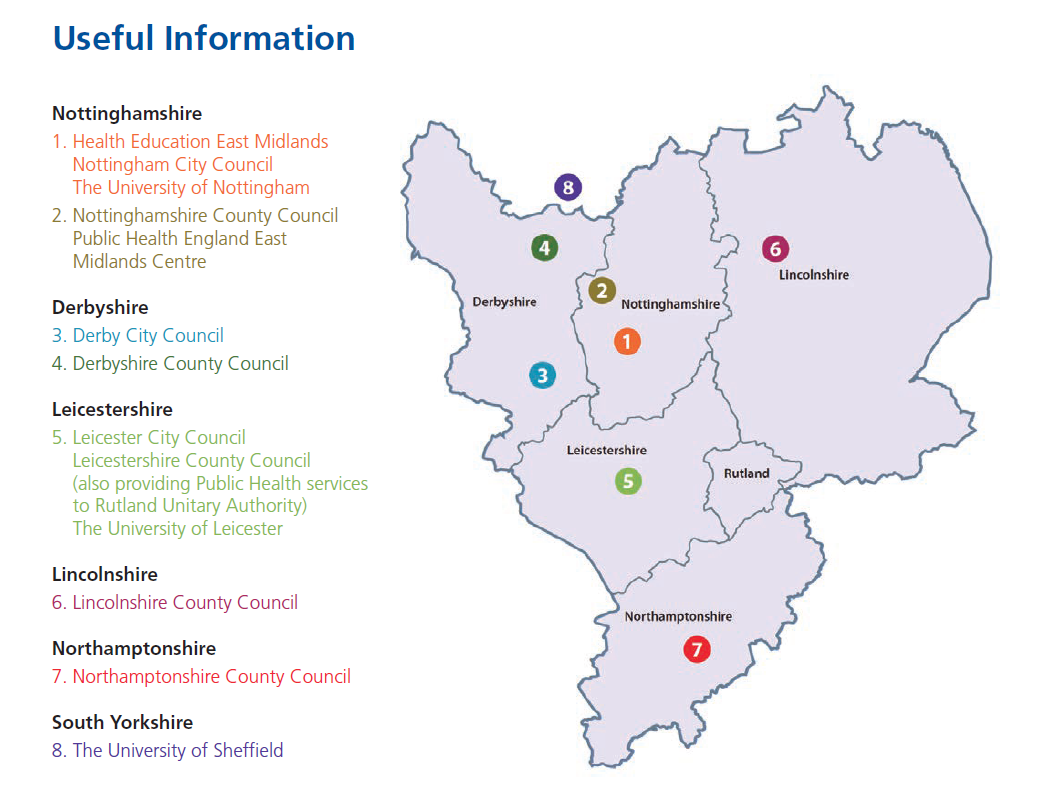 Useful Information
Nottinghamshire
1. Health Education East Midlands
Nottingham City Council
The University of Nottingham
2. Nottinghamshire County Council
Public Health England East
Midlands Centre
Derbyshire
3. Derby City Council
4. Derbyshire County Council
Leicestershire
5. Leicester City Council
Leicestershire County Council
(also providing Public Health services
to Rutland Unitary Authority)
The University of Leicester
Lincolnshire
6. Lincolnshire County Council
Northamptonshire
7. Northamptonshire County Council
South Yorkshire
8. The University of Sheffield
8
4
6
Lincolnshire
2
Derbyshire
Nottinghamshire
1
3
Leicestershire
Rutland
5
Northamptonshire
7